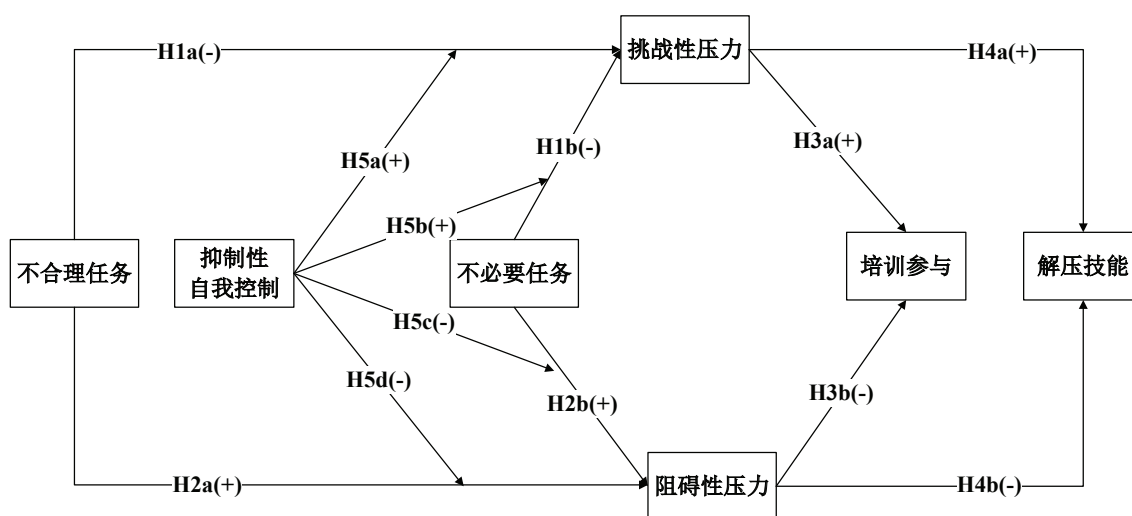 H1a(-)
挑战性压力
H4a(+)
H1b(-)
H3a(+)
H5a(+)
H5b(+)
不合理任务
抑制性
自我控制
不必要任务
培训参与
解压技能
H5c(-)
H5d(-)
H2b(+)
H3b(-)
H2a(+)
阻碍性压力
H4b(-)